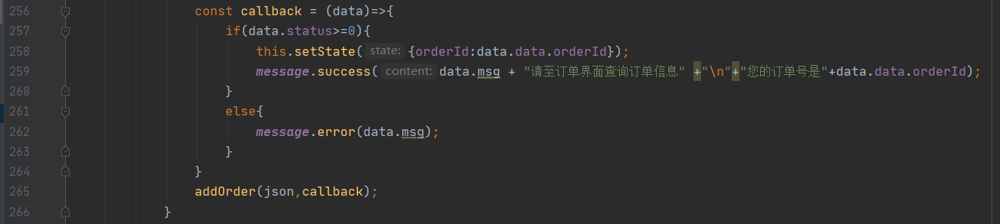 256 const callback = (data)=>{
257 if(data.status>=0){
258 this.setState( state: {orderId:data.data.orderId});
259 message.success( content: data.msg + "请至订单界面查询订单信息" +"\n"+"您的订单号是"+data.data.orderId);
260 }
261 else{
262 message.error(data.msg);
263 }
264 }
265 addOrder(json,callback);
266 }